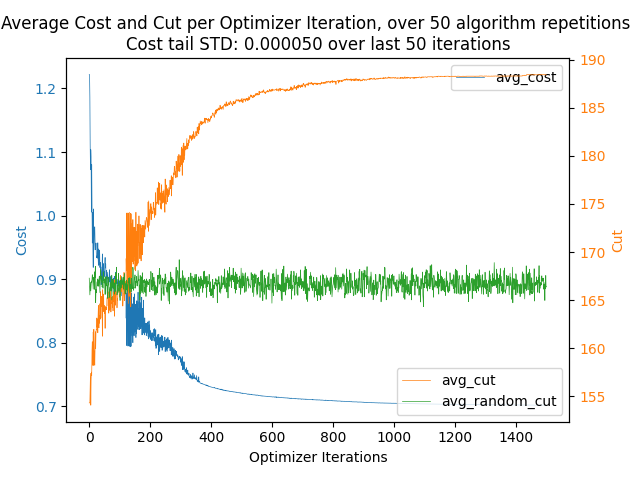 Average Cost and Cut per Optimizer Iteration, over 50 algorithm repetitions
Cost tail STD: 0.000050 over last 50 iterations
avg_cost
1.2
1.1
1.0
0.9
0.8
0.7
Cost
190
185
180
175
170
165
160
155
Cut
avg_cut
avg_random_cut
0 200 400 600 800 1000 1200 1400
Optimizer Iterations